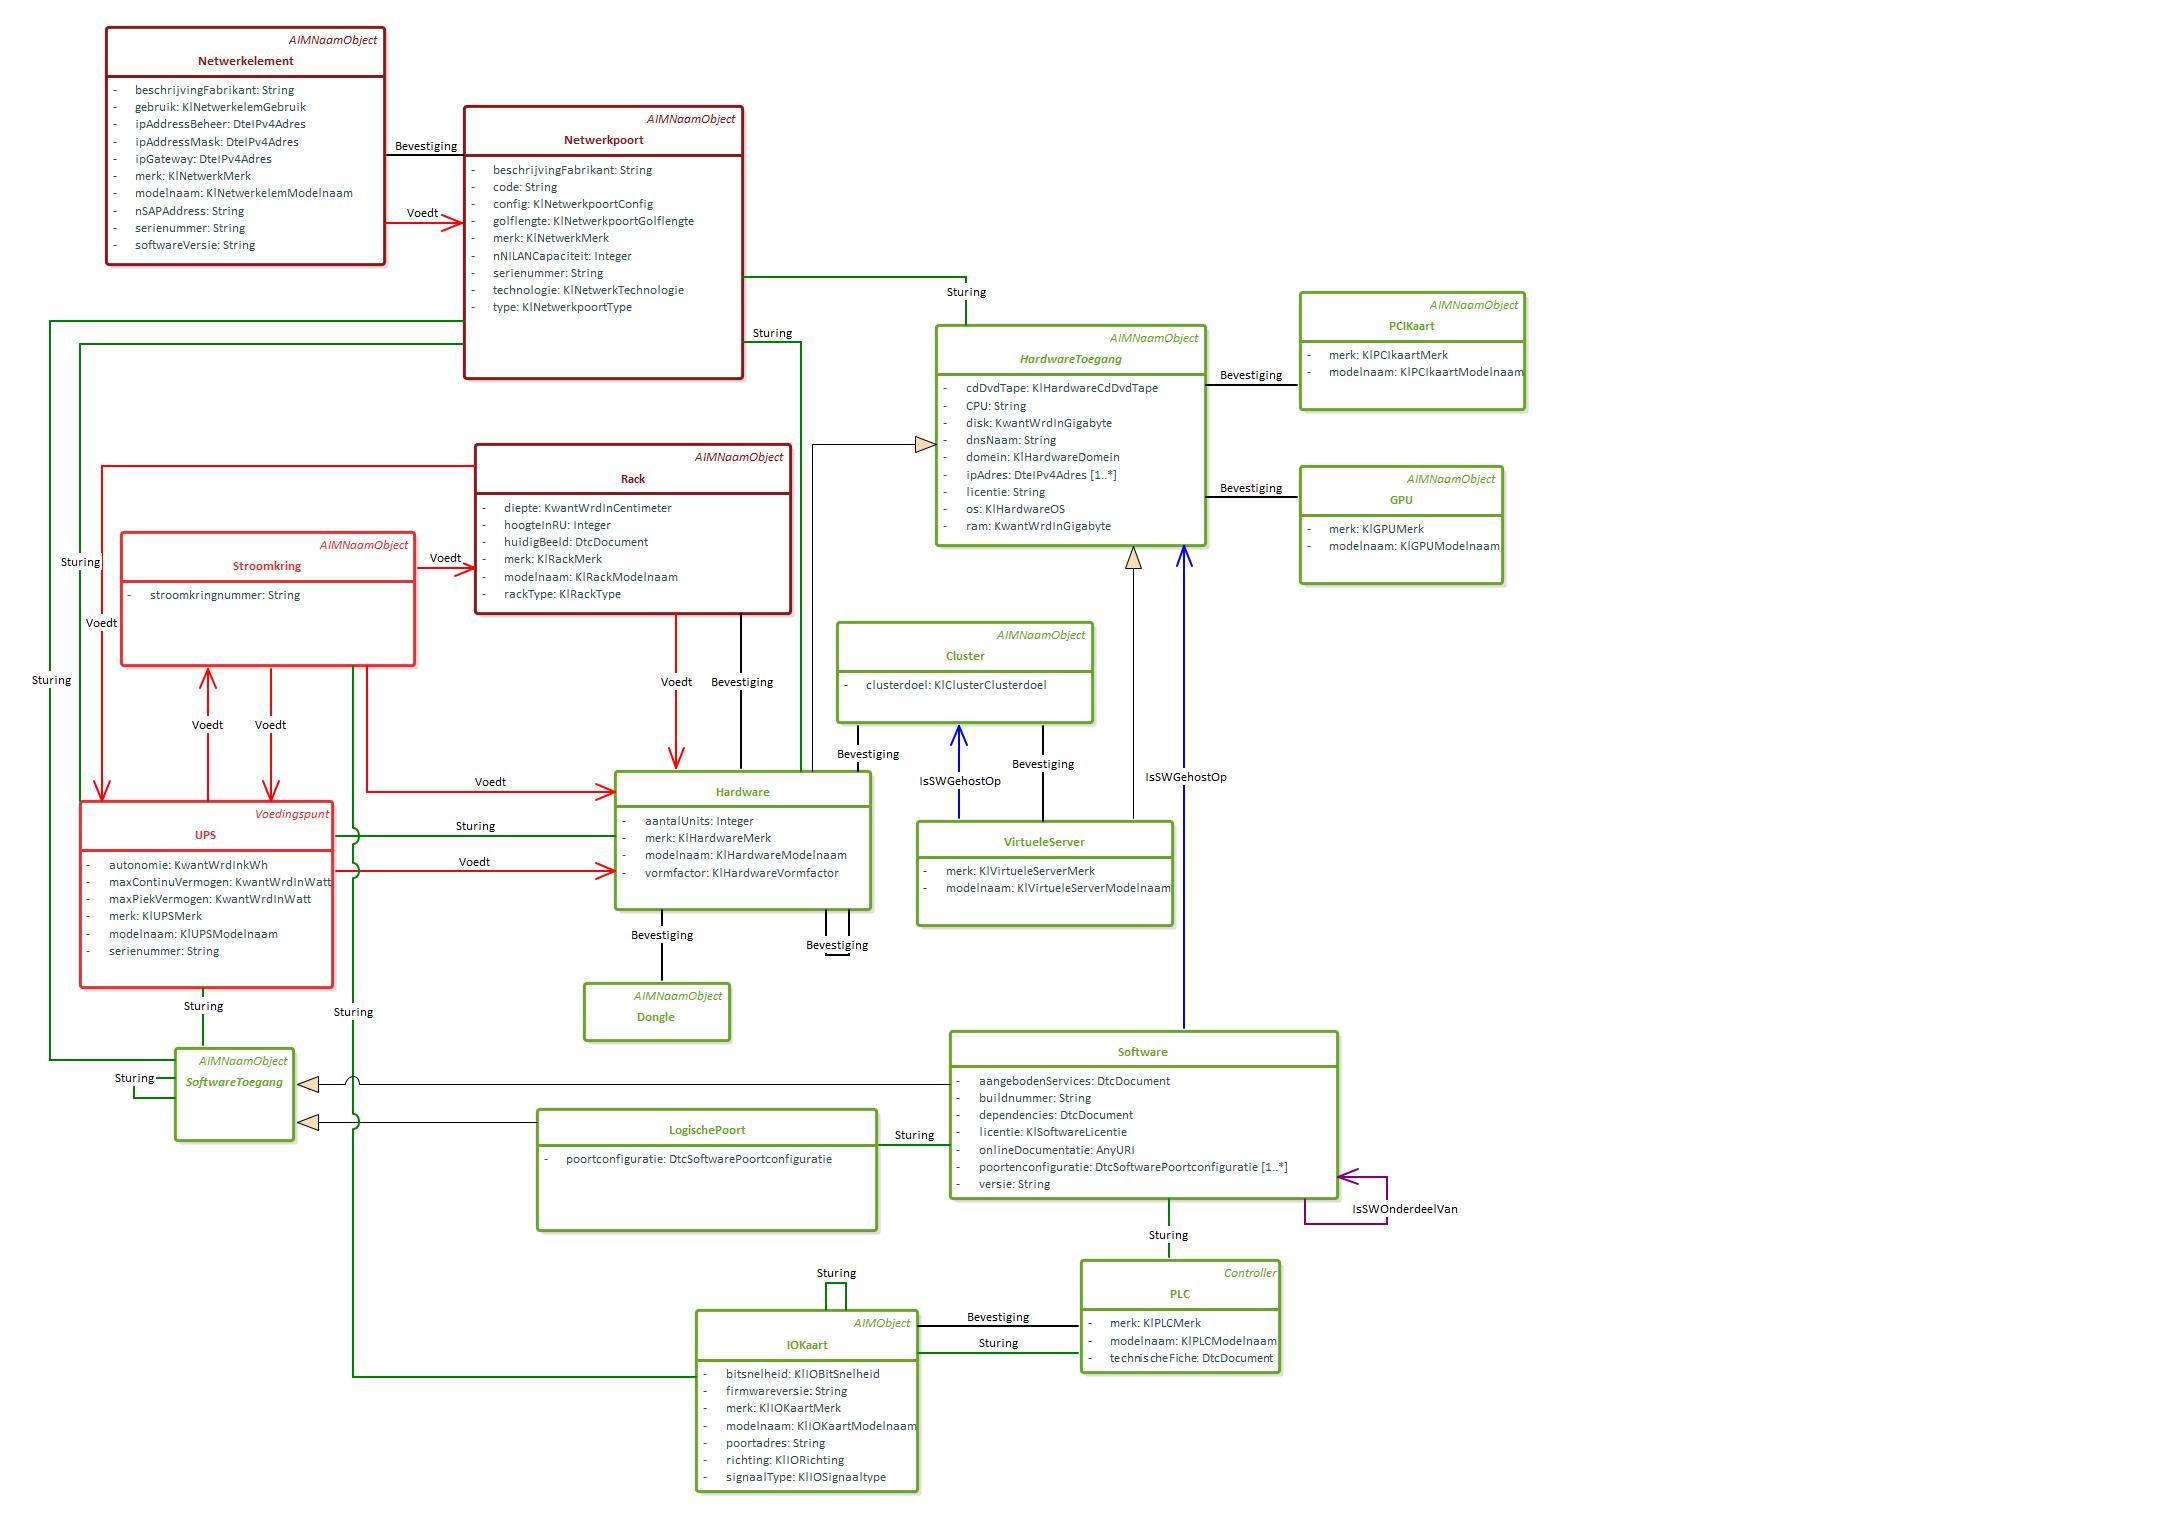 AIMNaamObject
Netwerkelement
- beschrijvingFabrikant: String
- gebruik: KlNetwerkelemGebruik
- ipAddressBeheer: DteIPv4Adres
- ipAddressMask: DteIPv4Adres
- ipGateway: DteIPv4Adres
- merk: KlNetwerkMerk
- modelnaam: KlNetwerkelemModelnaam
- nSAPAddress: String
- serienummer: String
- softwareVersie: String
Bevestiging
Voedt
AIMNaamObject
Netwerkpoort
- beschrijvingFabrikant: String
- code: String
- config: KlNetwerkpoortConfig
- golflengte: KlNetwerkpoortGolflengte
- merk: KlNetwerkMerk
- nNILANCapaciteit: Integer
- serienummer: String
- technologie: KlNetwerkTechnologie
- type: KlNetwerkpoortType
Sturing
Sturing
AIMNaamObject
HardwareToegang
- cdDvdTape: KlHardwareCdDvdTape
- CPU: String
- disk: KwantWrdInGigabyte
- dnsNaam: String
- domein: KlHardwareDomein
- ipAdres: DteIPv4Adres [1..*]
- licentie: String
- os: KlHardwareOS
- ram: KwantWrdInGigabyte
Bevestiging
AIMNaamObject
PCIKaart
- merk: KlPCIkaartMerk
- modelnaam: KlPCIkaartModelnaam
Bevestiging
AIMNaamObject
GPU
- merk: KlGPUMerk
- modelnaam: KlGPUModelnaam
AIMNaamObject
Rack
- diepte: KwantWrdInCentimeter
- hoogteInRU: Integer
- huidigBeeld: DtcDocument
- merk: KlRackMerk
- modelnaam: KlRackModelnaam
- rackType: KlRackType
Sturing
Voedt
Sturing
AIMNaamObject
Stroomkring
- stroomkringnummer: String
Voedt
Voedt
Voedt
Voedt
Bevestiging
AIMNaamObject
Cluster
- clusterdoel: KlClusterClusterdoel
Bevestiging
IsSWGehostOp
Bevestiging
IsSWGehostOp
Voedt
Hardware
- aantalUnits: Integer
- merk: KlHardwareMerk
- modelnaam: KlHardwareModelnaam
- vormfactor: KlHardwareVormfactor
VirtueleServer
- merk: KlVirtueleServerMerk
- modelnaam: KlVirtueleServerModelnaam
Voedingspunt
UPS
- autonomie: KwantWrdInkWh
- maxContinuVermogen: KwantWrdInWatt
- maxPiekVermogen: KwantWrdInWatt
- merk: KlUPSMerk
- modelnaam: KlUPSModelnaam
- serienummer: String
Sturing
Voedt
Bevestiging
Bevestiging
AIMNaamObject
Dongle
Sturing
Sturing
AIMNaamObject
SoftwareToegang
Sturing
Software
- aangebodenServices: DtcDocument
- buildnummer: String
- dependencies: DtcDocument
- licentie: KlSoftwareLicentie
- onlineDocumentatie: AnyURI
- poortenconfiguratie: DtcSoftwarePoortconfiguratie [1..*]
- versie: String
LogischePoort
- poortconfiguratie: DtcSoftwarePoortconfiguratie
Sturing
IsSWOnderdeelVan
Sturing
Controller
PLC
- merk: KlPLCMerk
- modelnaam: KlPLCModelnaam
- technischeFiche: DtcDocument
Sturing
Bevestiging
Sturing
AIMObject
IOKaart
- bitsnelheid: KlIOBitSnelheid
- firmwareversie: String
- merk: KlIOKaartMerk
- modelnaam: KlIOKaartModelnaam
- poortadres: String
- richting: KlIORichting
- signaalType: KlIOSignaaltype